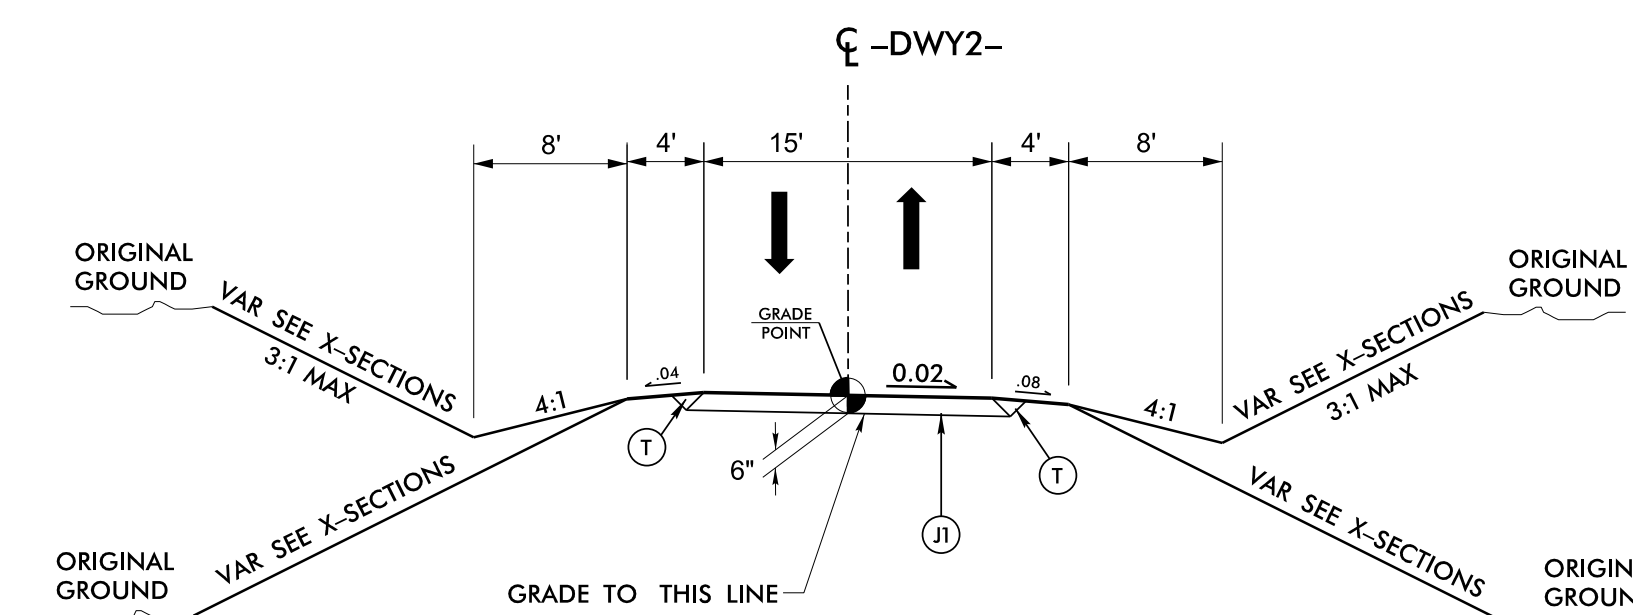 ℄ –DWY2–
8' 4' 15' 4' 8'
ORIGINAL
GROUND
ORIGINAL
GROUND
VAR SEE X–SECTIONS
3:1 MAX
VAR SEE X–SECTIONS
3:1 MAX
GRADE
POINT
.04
0.02
.08
4:1
4:1
T
6"
T
J1
VAR SEE X–SECTIONS
VAR SEE X–SECTIONS
ORIGINAL
GROUND
GRADE TO THIS LINE
ORIGIN
GROUN